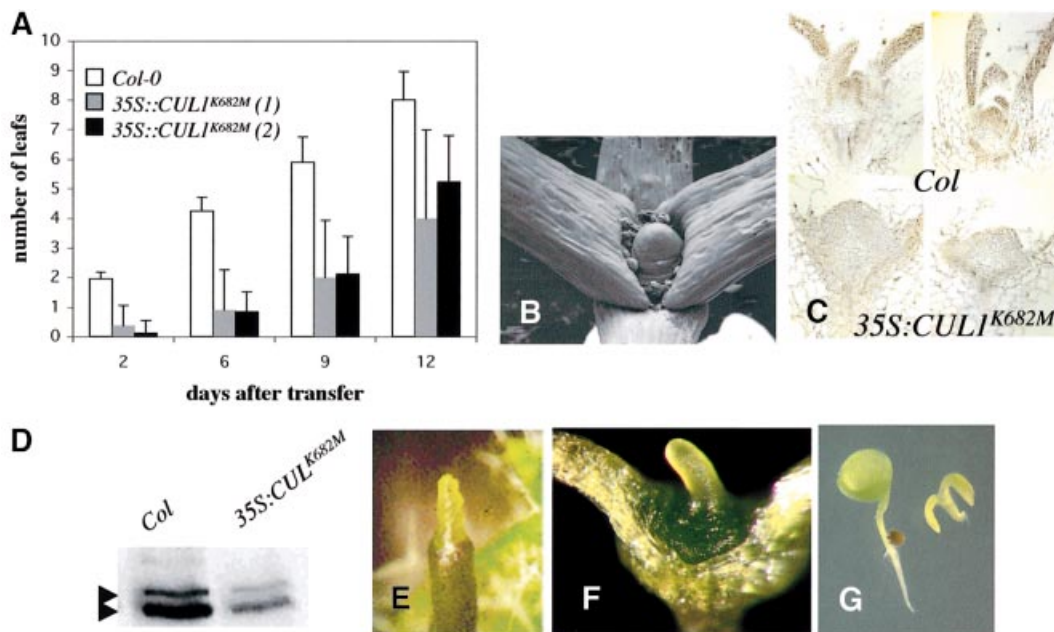 A
10
9
8
7
6
5
4
3
2
1
0
number of leafs
Col-0
35S::CUL1K682M (1)
35S::CUL1K682M (2)
2 6 9 12
days after transfer
B
C
Col
35S:CUL1K682M
D
Col
35S:CULK682M
E
F
G